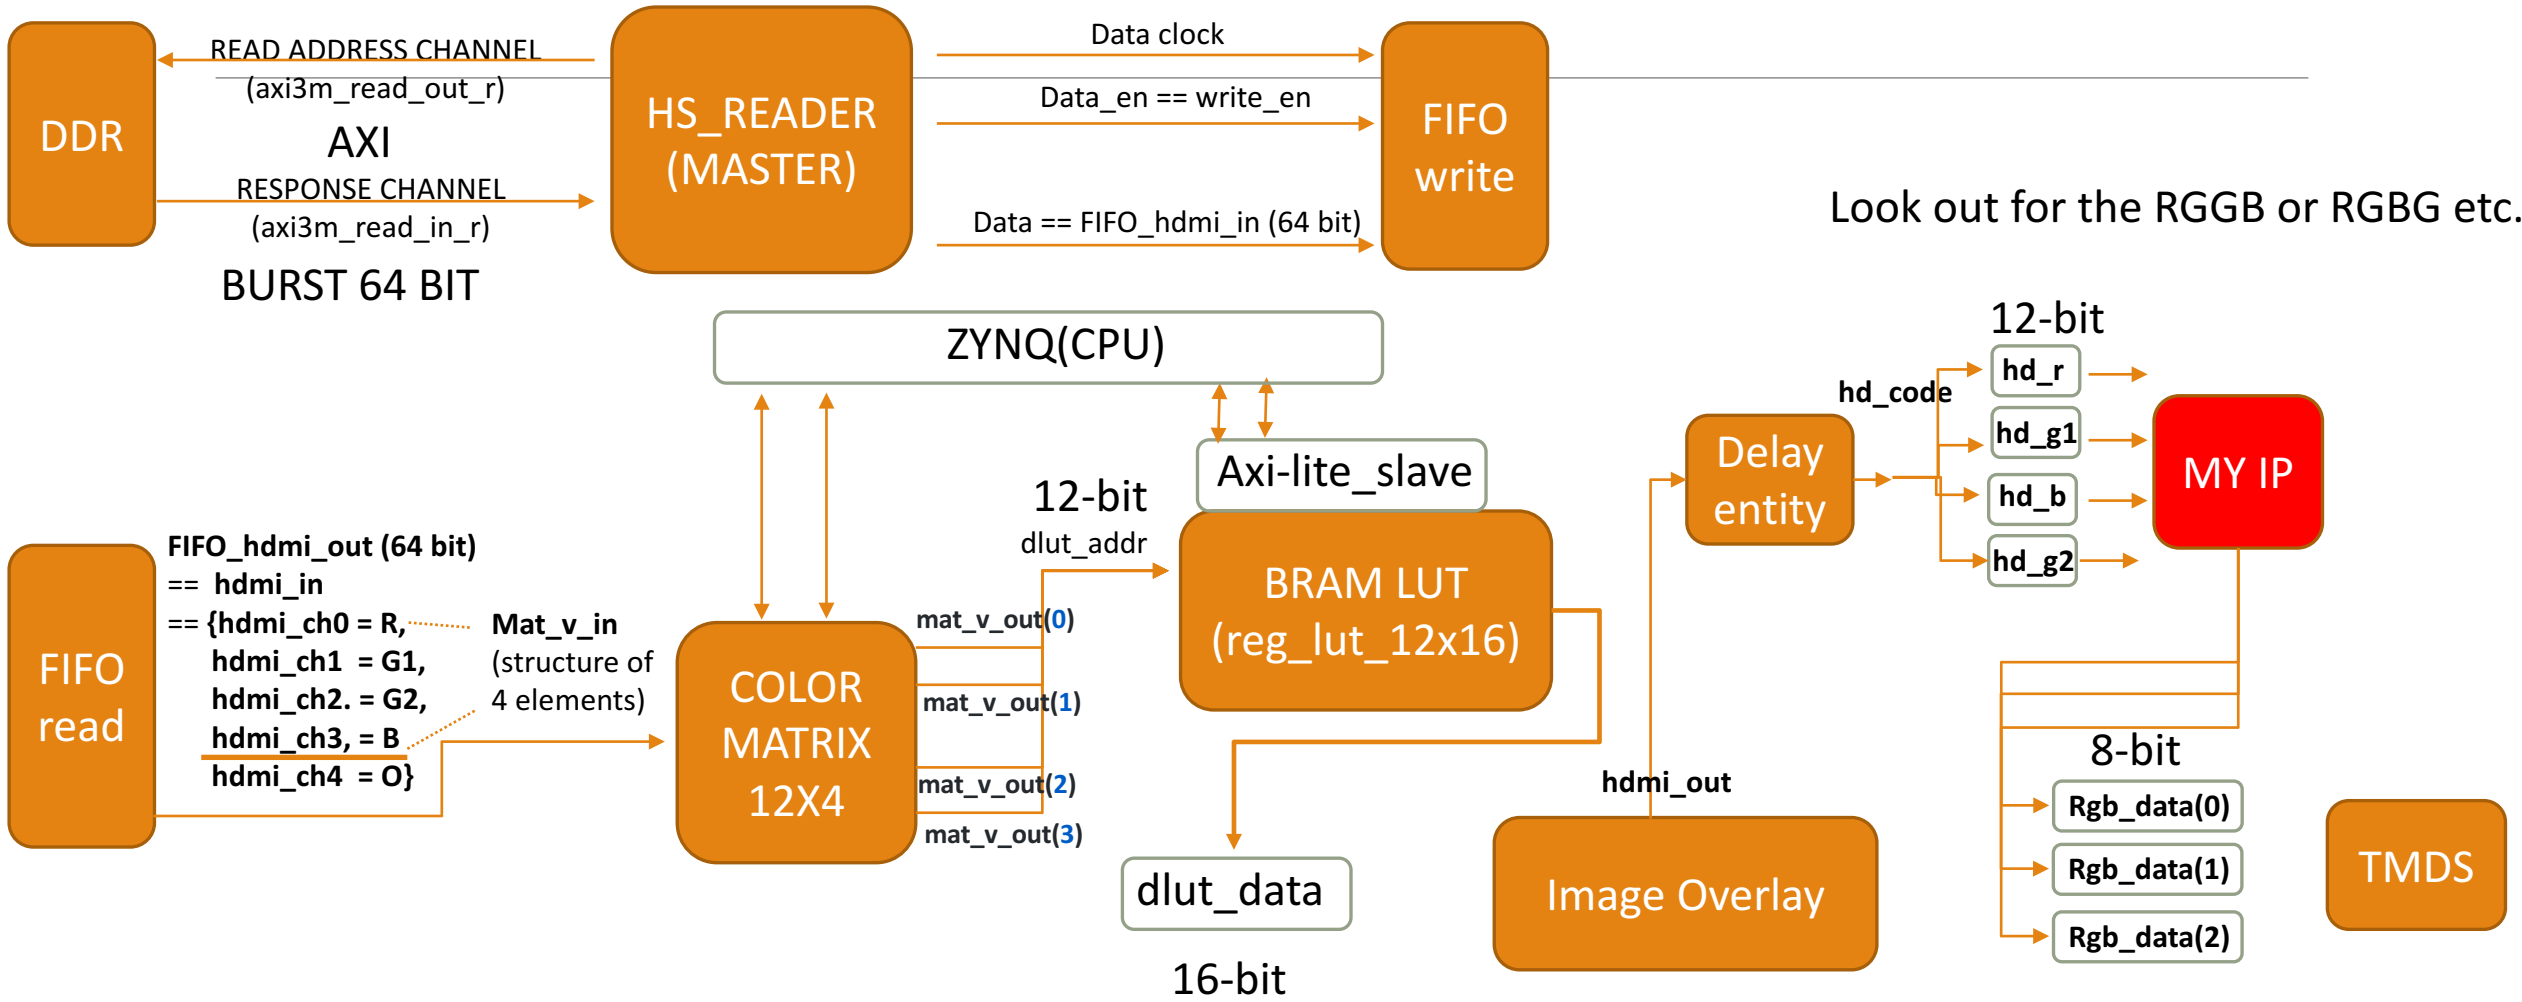 DDR
READ ADDRESS CHANNEL
(axi3m_read_out_r)
AXI
RESPONSE CHANNEL
(axi3m_read_in_r)
BURST 64 BIT
HS_READER
(MASTER)
Data clock
Data_en == write_en
Data == FIFO_hdmi_in (64 bit)
FIFO
write
Look out for the RGGB or RGBG etc.
ZYNQ(CPU)
Axi-lite_slave
12-bit
dlut_addr
BRAM LUT
(reg_lut_12x16)
FIFO
read
FIFO_hdmi_out (64 bit)
== hdmi_in
== {hdmi_ch0 = R,
hdmi_ch1 = G1,
hdmi_ch2. = G2,
hdmi_ch3, = B
hdmi_ch4 = O}
Mat_v_in
(structure of
4 elements)
COLOR
MATRIX
12X4
mat_v_out(0)
mat_v_out(1)
mat_v_out(2)
mat_v_out(3)
dlut_data
16-bit
hdmi_out
Image Overlay
Delay
entity
hd_code
12-bit
hd_r
hd_g1
hd_b
hd_g2
MY IP
8-bit
Rgb_data(0)
Rgb_data(1)
Rgb_data(2)
TMDS